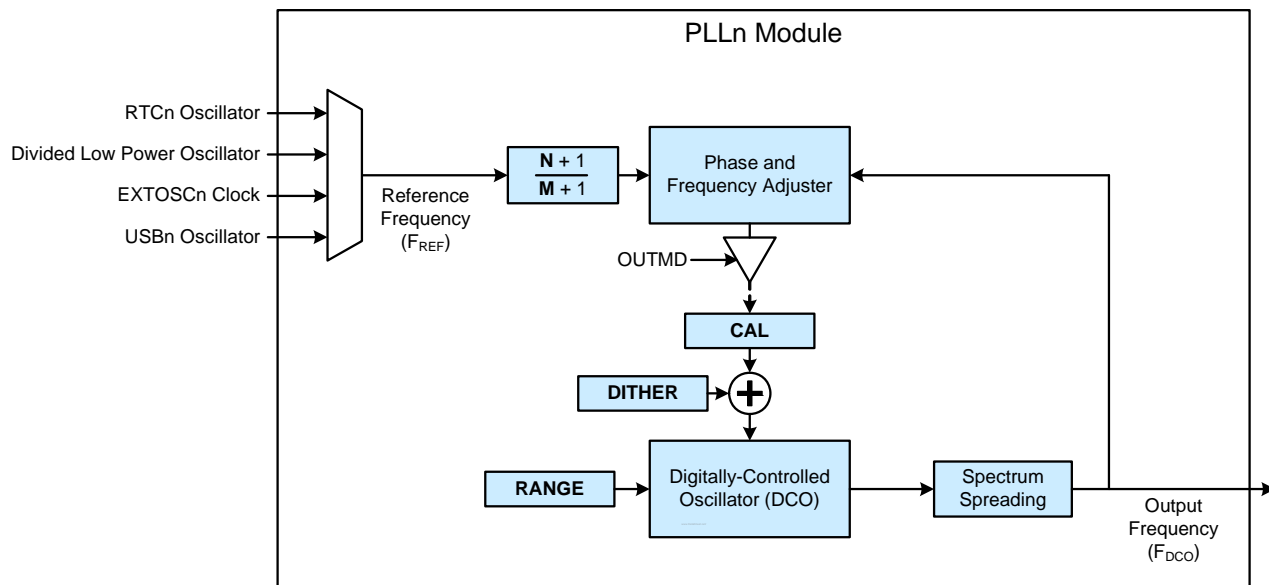 PLLn Module
RTCn Oscillator
Divided Low Power Oscillator
EXTOSCn Clock
USBn Oscillator
Reference
Frequency
(FREF)
N + 1
M + 1
Phase and
Frequency Adjuster
OUTMD
CAL
DITHER
+
RANGE
Digitally-Controlled
Oscillator (DCO)
Spectrum
Spreading
Output
Frequency
(FDCO)